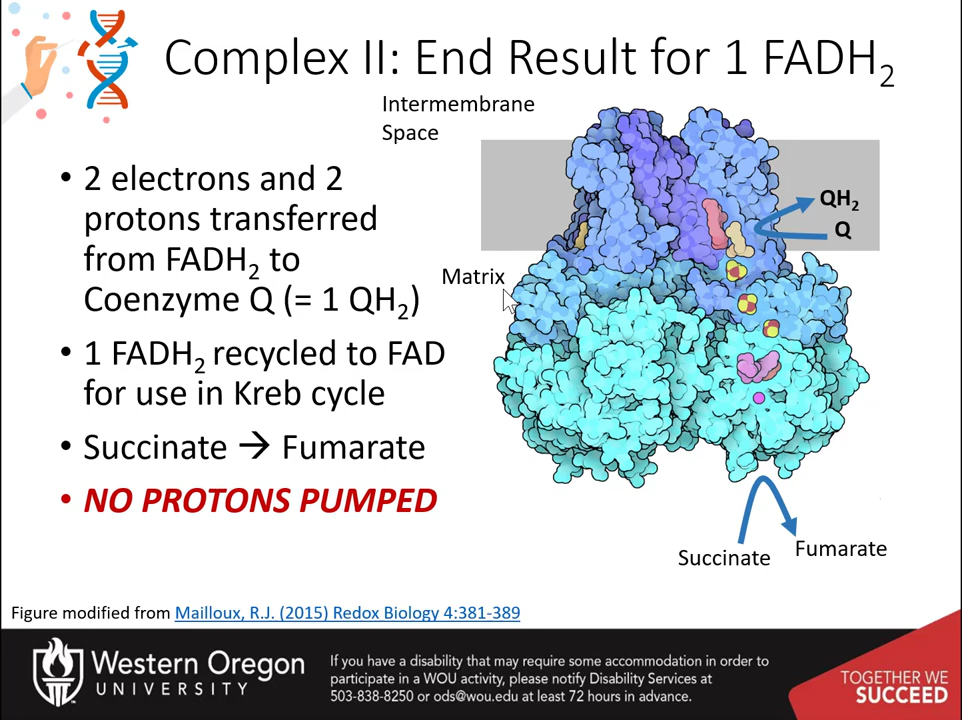 Complex II: End Result for 1 FADH₂
Intermembrane
Space
• 2 electrons and 2
protons transferred
from FADH₂ to
Coenzyme Q (= 1 QH₂)
• 1 FADH₂ recycled to FAD
for use in Kreb cycle
• Succinate → Fumarate
• NO PROTONS PUMPED
QH₂
Q
Matrix
Succinate
Fumarate
Figure modified from Mailloux, R.J. (2015) Redox Biology 4:381-389
Western Oregon
UNIVERSITY
If you have a disability that may require some accommodation in order to
participate in a WOU activity, please notify Disability Services at
503-838-8250 or ods@wou.edu at least 72 hours in advance.
TOGETHER WE
SUCCEED